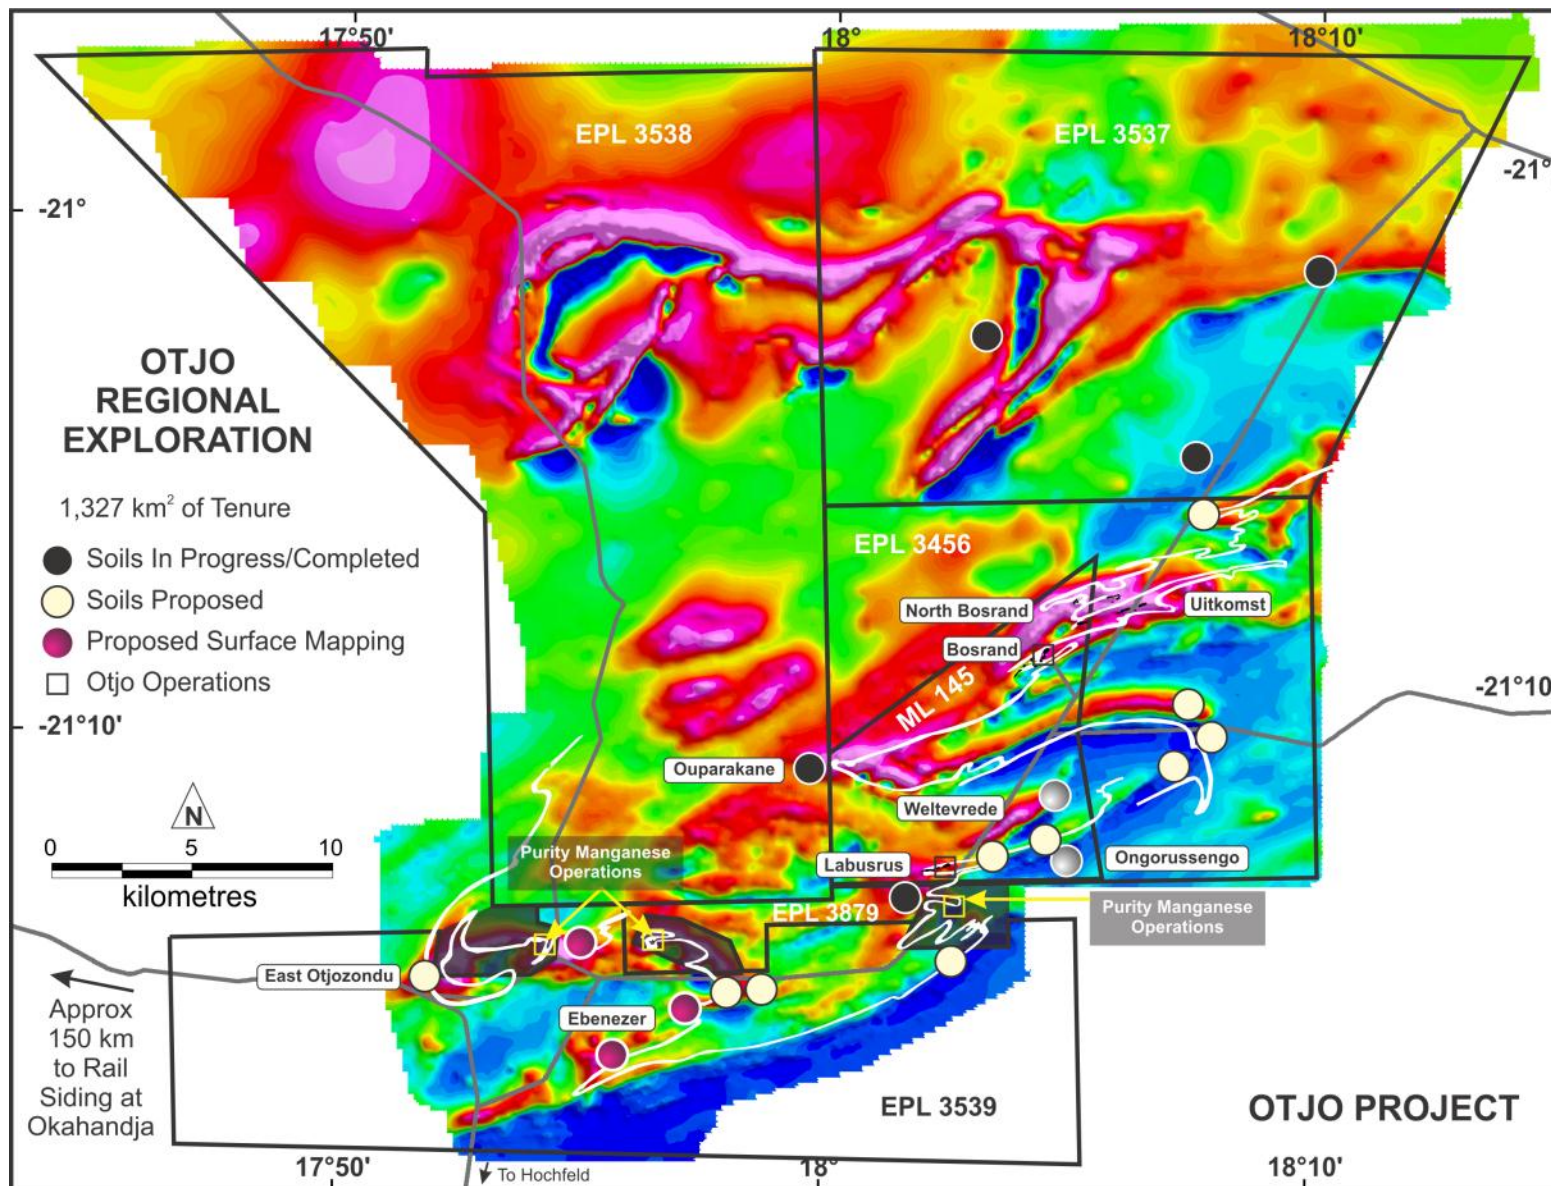 17°50'
18°
18°10'
EPL 3538
EPL 3537
-21°
-21°
OTJO
REGIONAL
EXPLORATION
1,327 km² of Tenure
Soils In Progress/Completed
Soils Proposed
Proposed Surface Mapping
Otjo Operations
EPL 3456
North Bosrand
Uitkomst
Bosrand
ML 145
-21°10'
-21°10'
Ouparakane
Weltevrede
N
0 5 10
kilometres
Purity Manganese
Operations
Labusrus
Ongorussengo
EPL 3879
Purity Manganese
Operations
East Otjozondu
Ebenezer
Approx
150 km
to Rail
Siding at
Okahandja
EPL 3539
OTJO PROJECT
17°50'
To Hochfeld
18°
18°10'